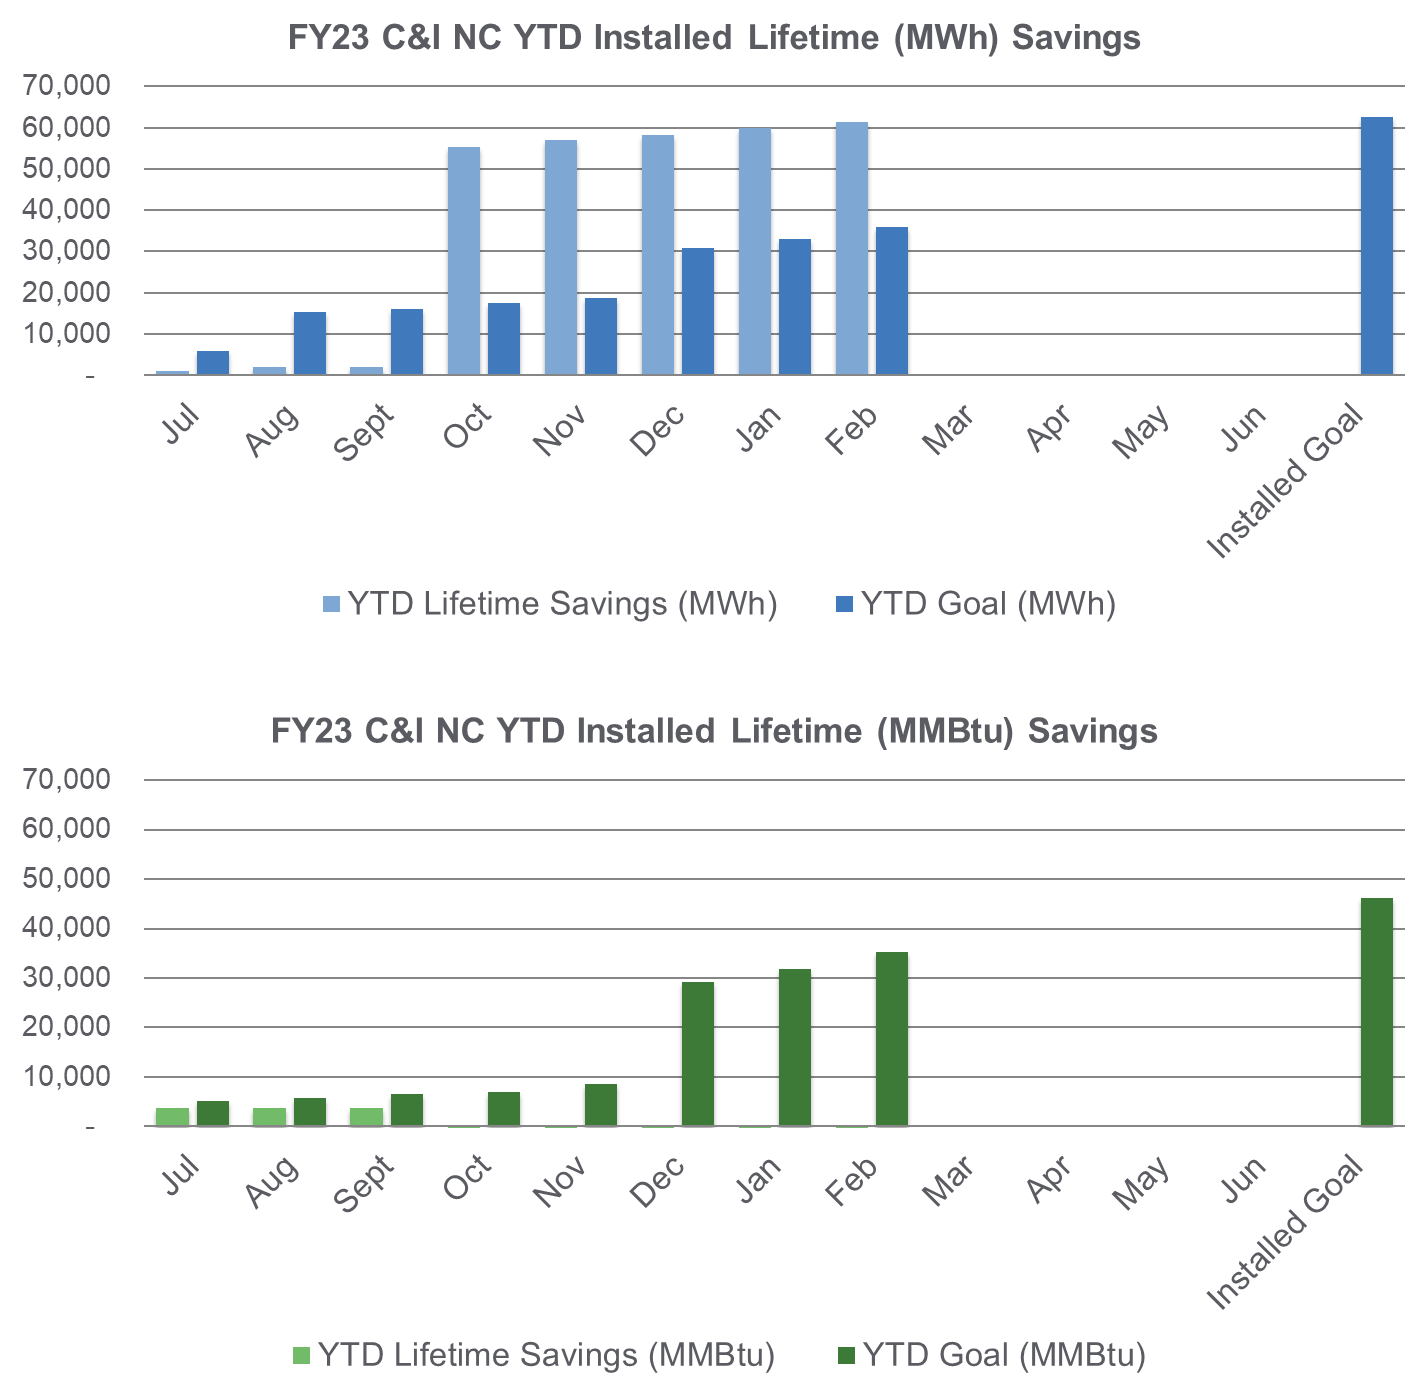 FY23 C&I NC YTD Installed Lifetime (MWh) Savings
70,000
60,000
50,000
40,000
30,000
20,000
10,000
-
Jul Aug Sept Oct Nov Dec Jan Feb Mar Apr May Jun Installed Goal
YTD Lifetime Savings (MWh) YTD Goal (MWh)
FY23 C&I NC YTD Installed Lifetime (MMBtu) Savings
70,000
60,000
50,000
40,000
30,000
20,000
10,000
-
Jul Aug Sept Oct Nov Dec Jan Feb Mar Apr May Jun Installed Goal
YTD Lifetime Savings (MMBtu) YTD Goal (MMBtu)